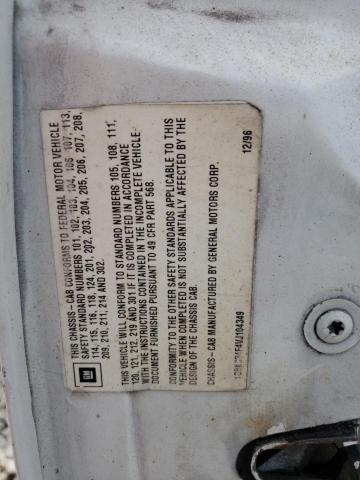 THIS CHASSIS-CAB CONFORMS TO FEDERAL MOTOR VEHICLE
SAFETY STANDARD NUMBERS 101, 102, 103, 104, 106, 107, 113,
114, 115, 116, 118, 124, 201, 202, 203, 204, 205, 206, 207, 208,
209, 210, 211, 214 AND 302.
THIS VEHICLE WILL CONFORM TO STANDARD NUMBERS 105, 108, 111,
120, 121, 212, 219 AND 301 IF IT IS COMPLETED IN ACCORDANCE
WITH THE INSTRUCTIONS CONTAINED IN THE INCOMPLETE VEHICLE
DOCUMENT FURNISHED PURSUANT TO 49 CFR PART 568.
CONFORMITY TO THE OTHER SAFETY STANDARDS APPLICABLE TO THIS
VEHICLE WHEN COMPLETED IS NOT SUBSTANTIALLY AFFECTED BY THE
DESIGN OF THE CHASSIS CAB.
CHASSIS-CAB MANUFACTURED BY GENERAL MOTORS CORP.
12/96
GM